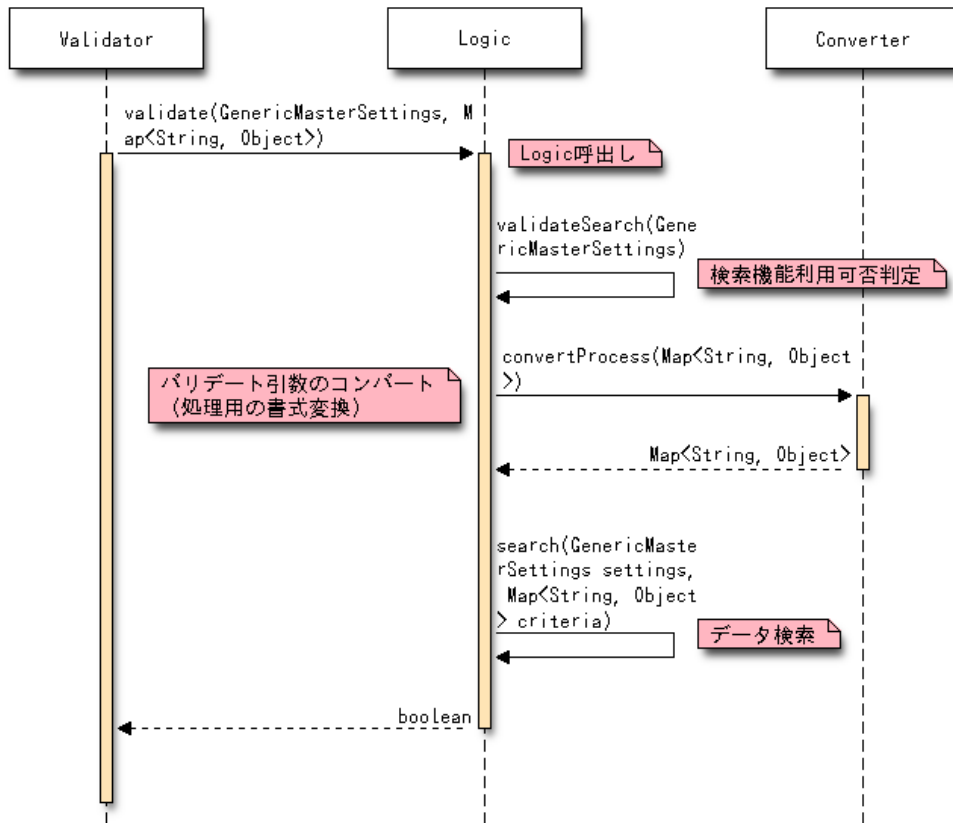 Validator
Logic
Converter
validate(GenericMasterSettings, M
ap<String, Object>)
Logic呼出し
validateSearch(Gene
ricMasterSettings)
検索機能利用可否判定
convertProcess(Map<String, Object
>)
バリデート引数のコンバート
（処理用の書式変換）
Map<String, Object>
search(GenericMaste
rSettings settings,
Map<String, Object
> criteria)
データ検索
boolean